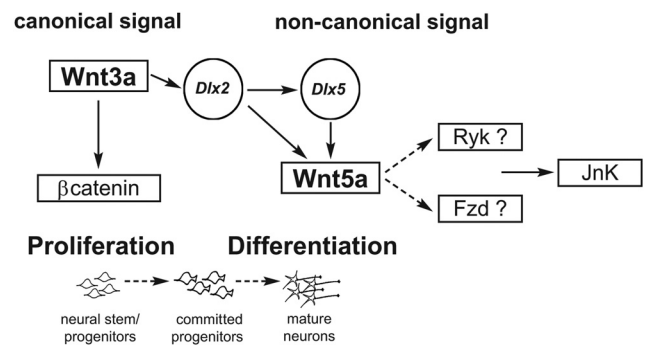 canonical signal
non-canonical signal
Wnt3a
Dlx2
Dlx5
Ryk ?
Wnt5a
JnK
βcatenin
Fzd ?
Proliferation
Differentiation
neural stem/
progenitors
committed
progenitors
mature
neurons